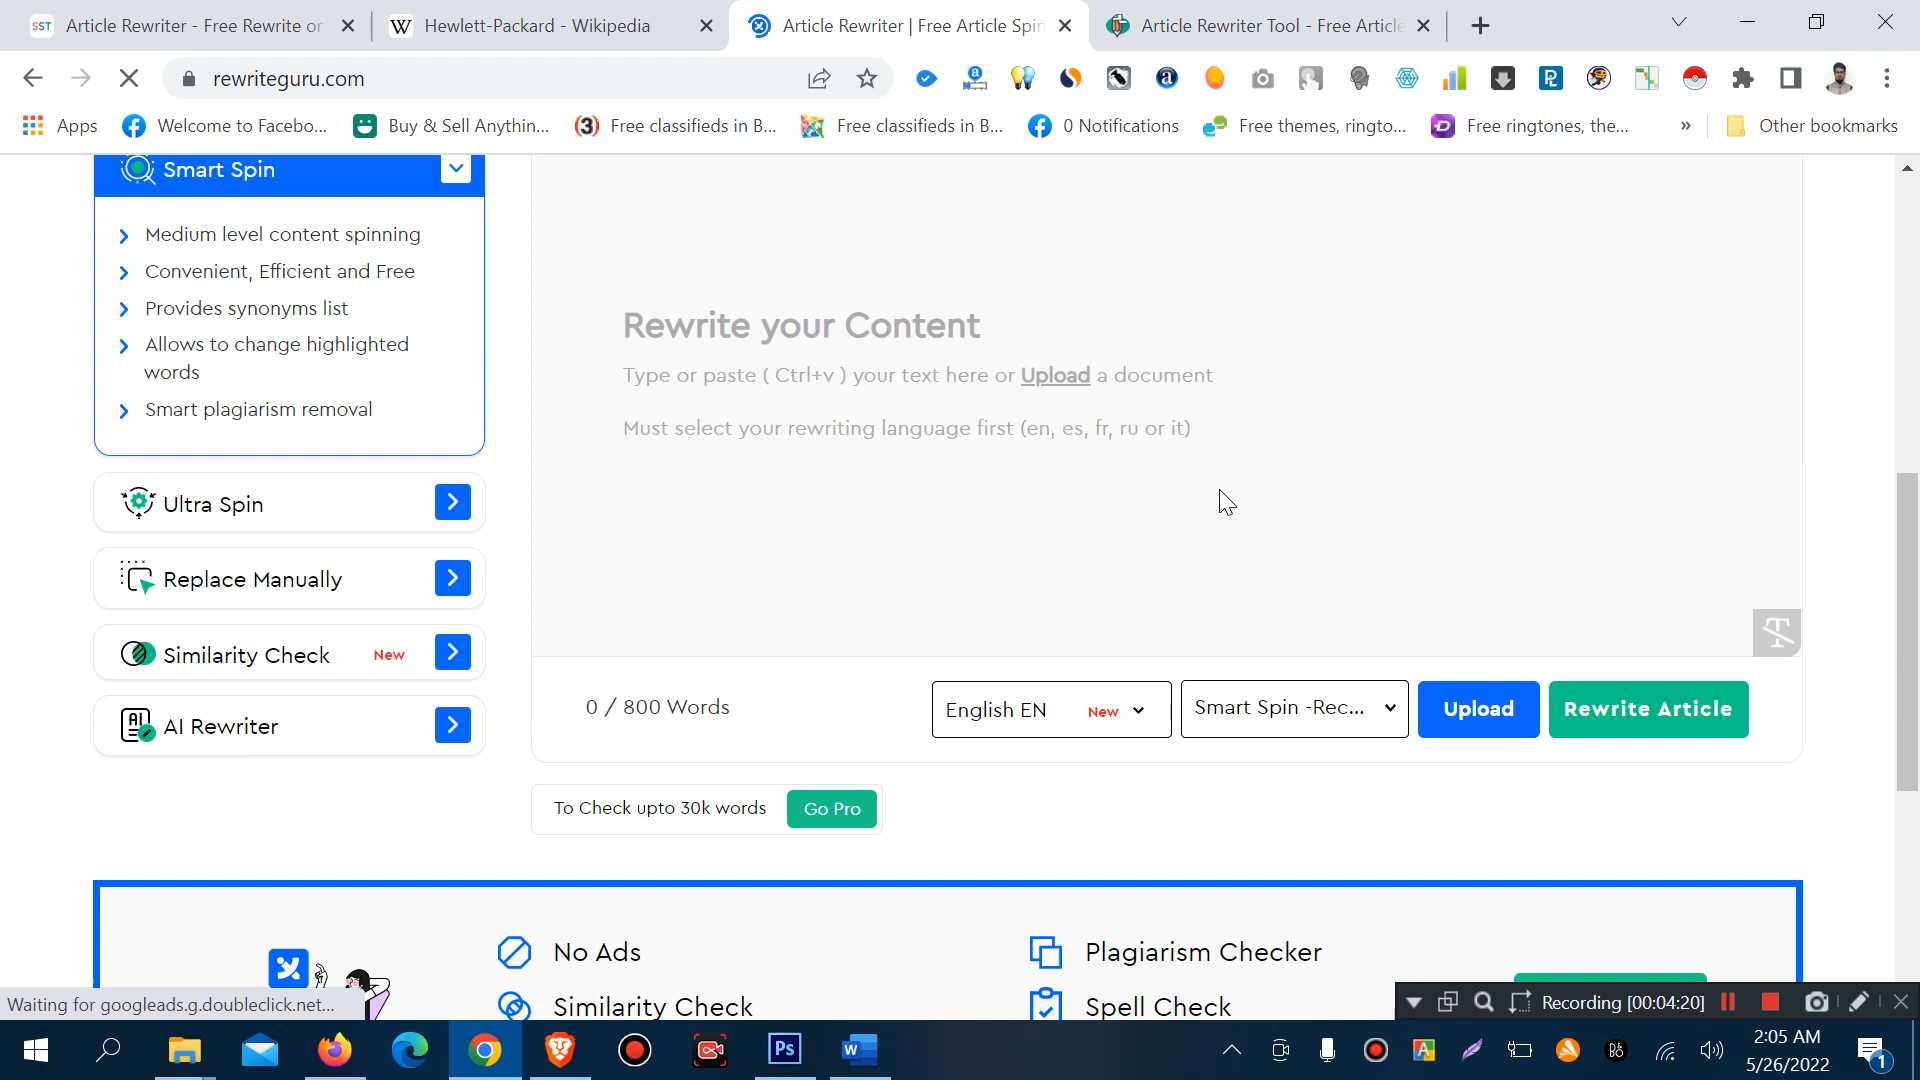 SST Article Rewriter - Free Rewrite or
W Hewlett-Packard - Wikipedia
Article Rewriter | Free Article Spin
Article Rewriter Tool - Free Article
rewriteguru.com
Apps
Welcome to Facebo...
Buy & Sell Anythin...
(3) Free classifieds in B...
Free classifieds in B...
0 Notifications
Free themes, ringto...
Free ringtones, the...
»
Other bookmarks
Smart Spin
Medium level content spinning
Convenient, Efficient and Free
Provides synonyms list
Allows to change highlighted
words
Smart plagiarism removal
Ultra Spin
Replace Manually
Similarity Check New
AI Rewriter
Rewrite your Content
Type or paste ( Ctrl+v ) your text here or Upload a document
Must select your rewriting language first (en, es, fr, ru or it)
0 / 800 Words
English EN New
Smart Spin -Rec...
Upload
Rewrite Article
To Check upto 30k words
Go Pro
No Ads
Plagiarism Checker
Similarity Check
Spell Check
Waiting for googleads.g.doubleclick.net...
Recording [00:04:20]
Ps
W
2:05 AM
5/26/2022
1